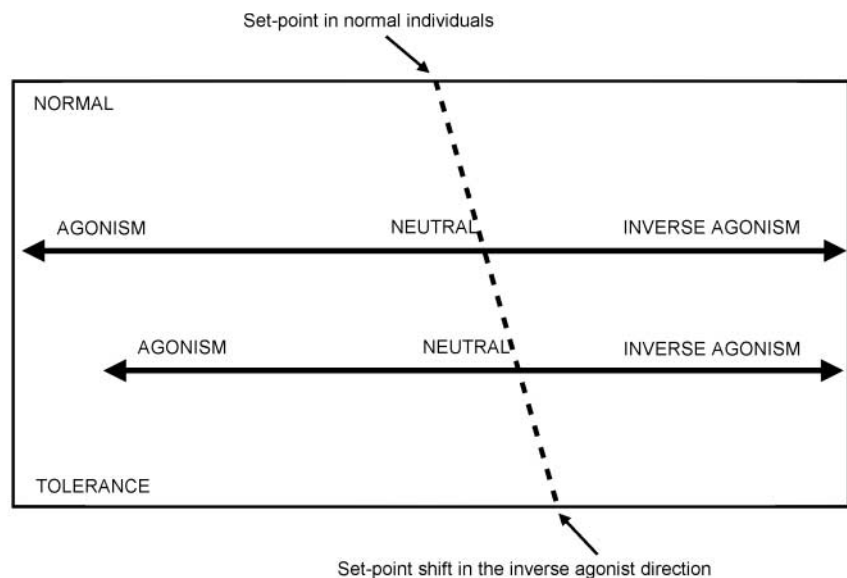 Set-point in normal individuals
NORMAL
AGONISM NEUTRAL INVERSE AGONISM
AGONISM NEUTRAL INVERSE AGONISM
TOLERANCE
Set-point shift in the inverse agonist direction